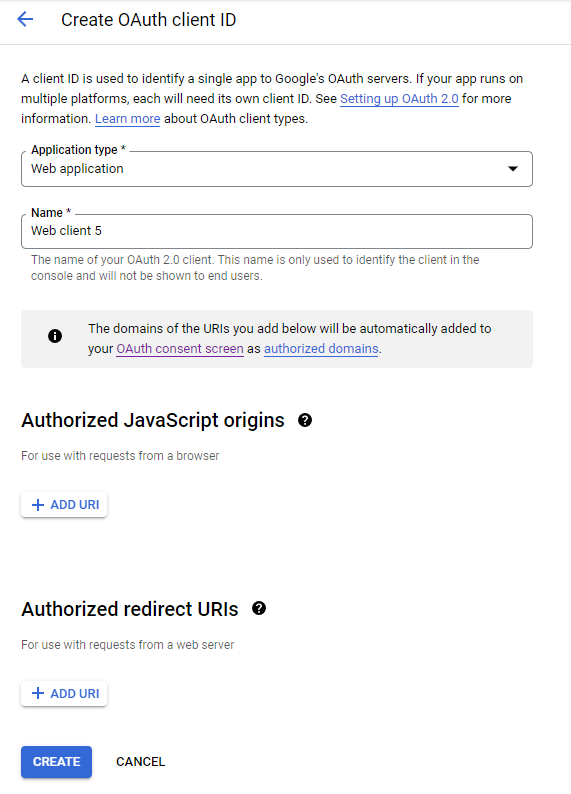 Create OAuth client ID
A client ID is used to identify a single app to Google's OAuth servers. If your app runs on
multiple platforms, each will need its own client ID. See Setting up OAuth 2.0 for more
information. Learn more about OAuth client types.
Application type *
Web application
Name *
Web client 5
The name of your OAuth 2.0 client. This name is only used to identify the client in the
console and will not be shown to end users.
The domains of the URIs you add below will be automatically added to
your OAuth consent screen as authorized domains.
Authorized JavaScript origins
For use with requests from a browser
+ ADD URI
Authorized redirect URIs
For use with requests from a web server
+ ADD URI
CREATE CANCEL